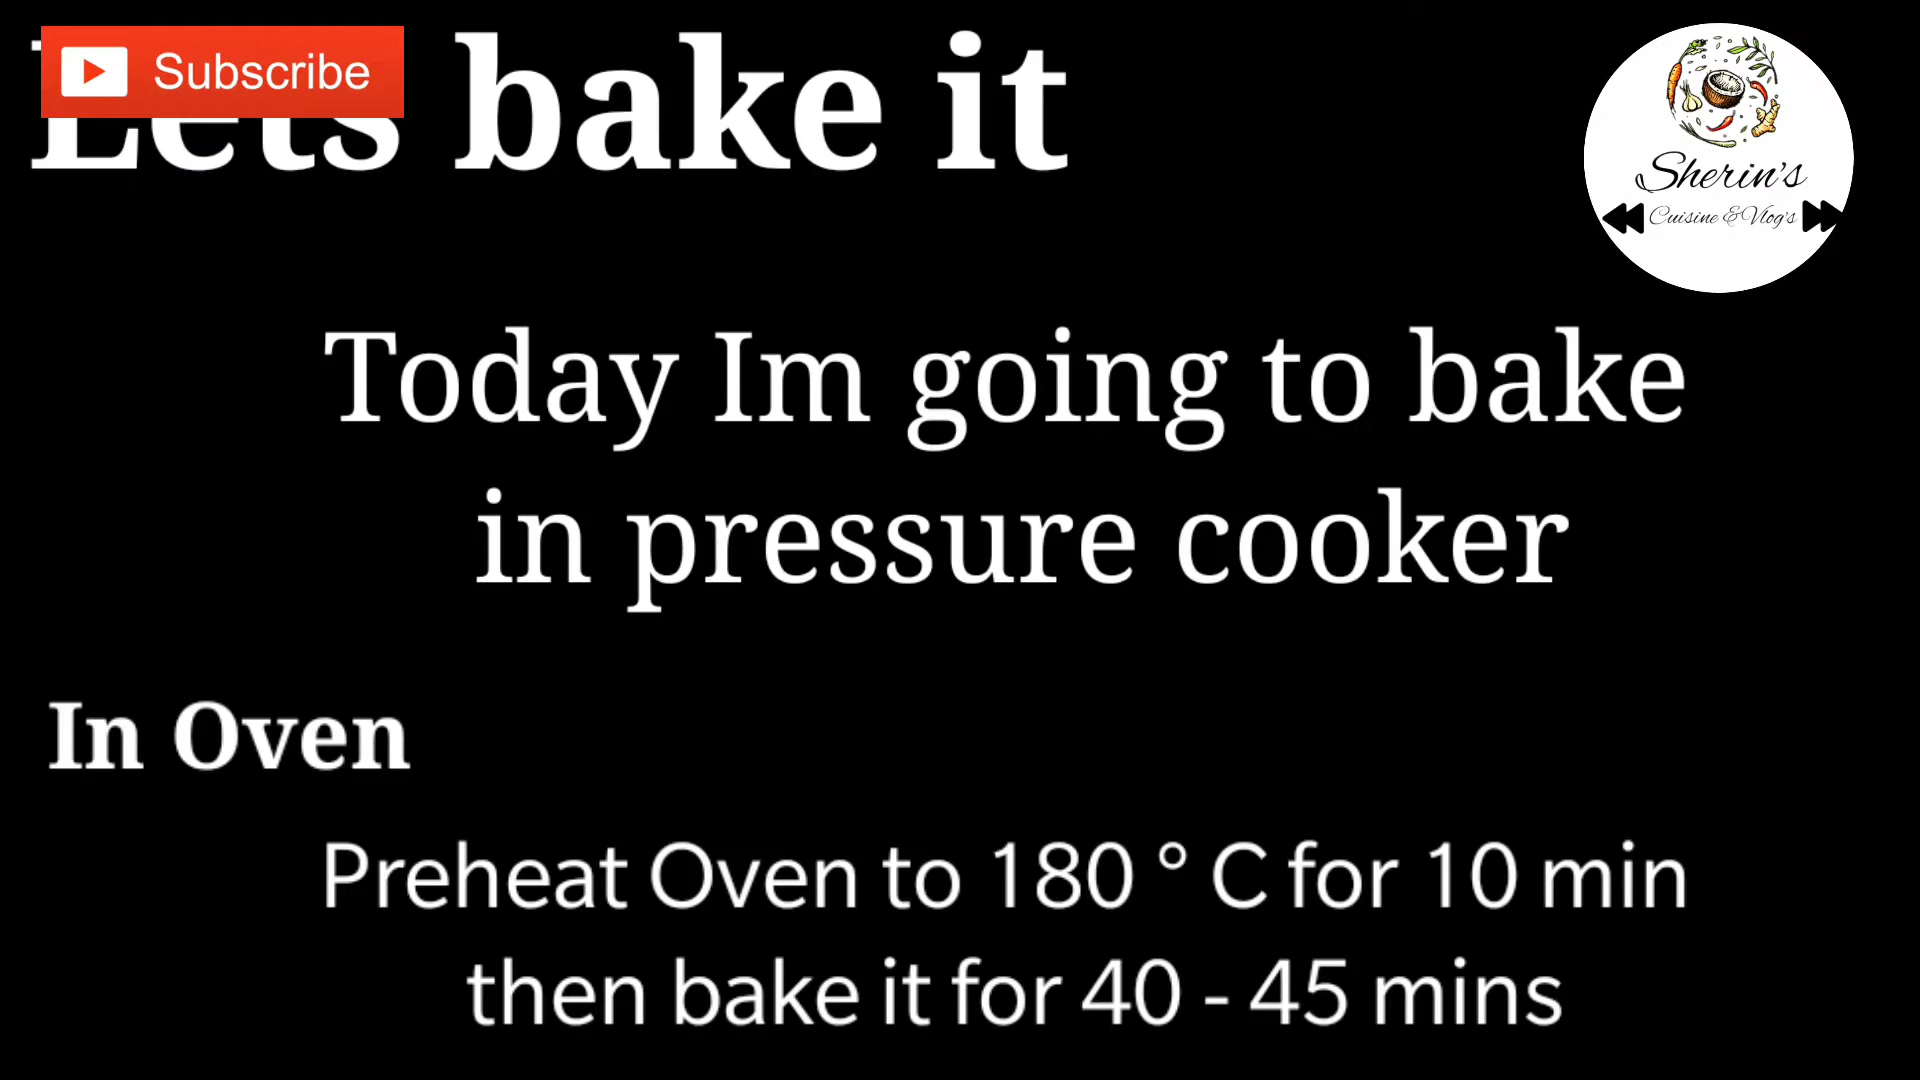 Subscribe
Lets bake it
Sherin's
Cuisine & Vlog's
Today Im going to bake
in pressure cooker
In Oven
Preheat Oven to 180 ° C for 10 min
then bake it for 40 - 45 mins